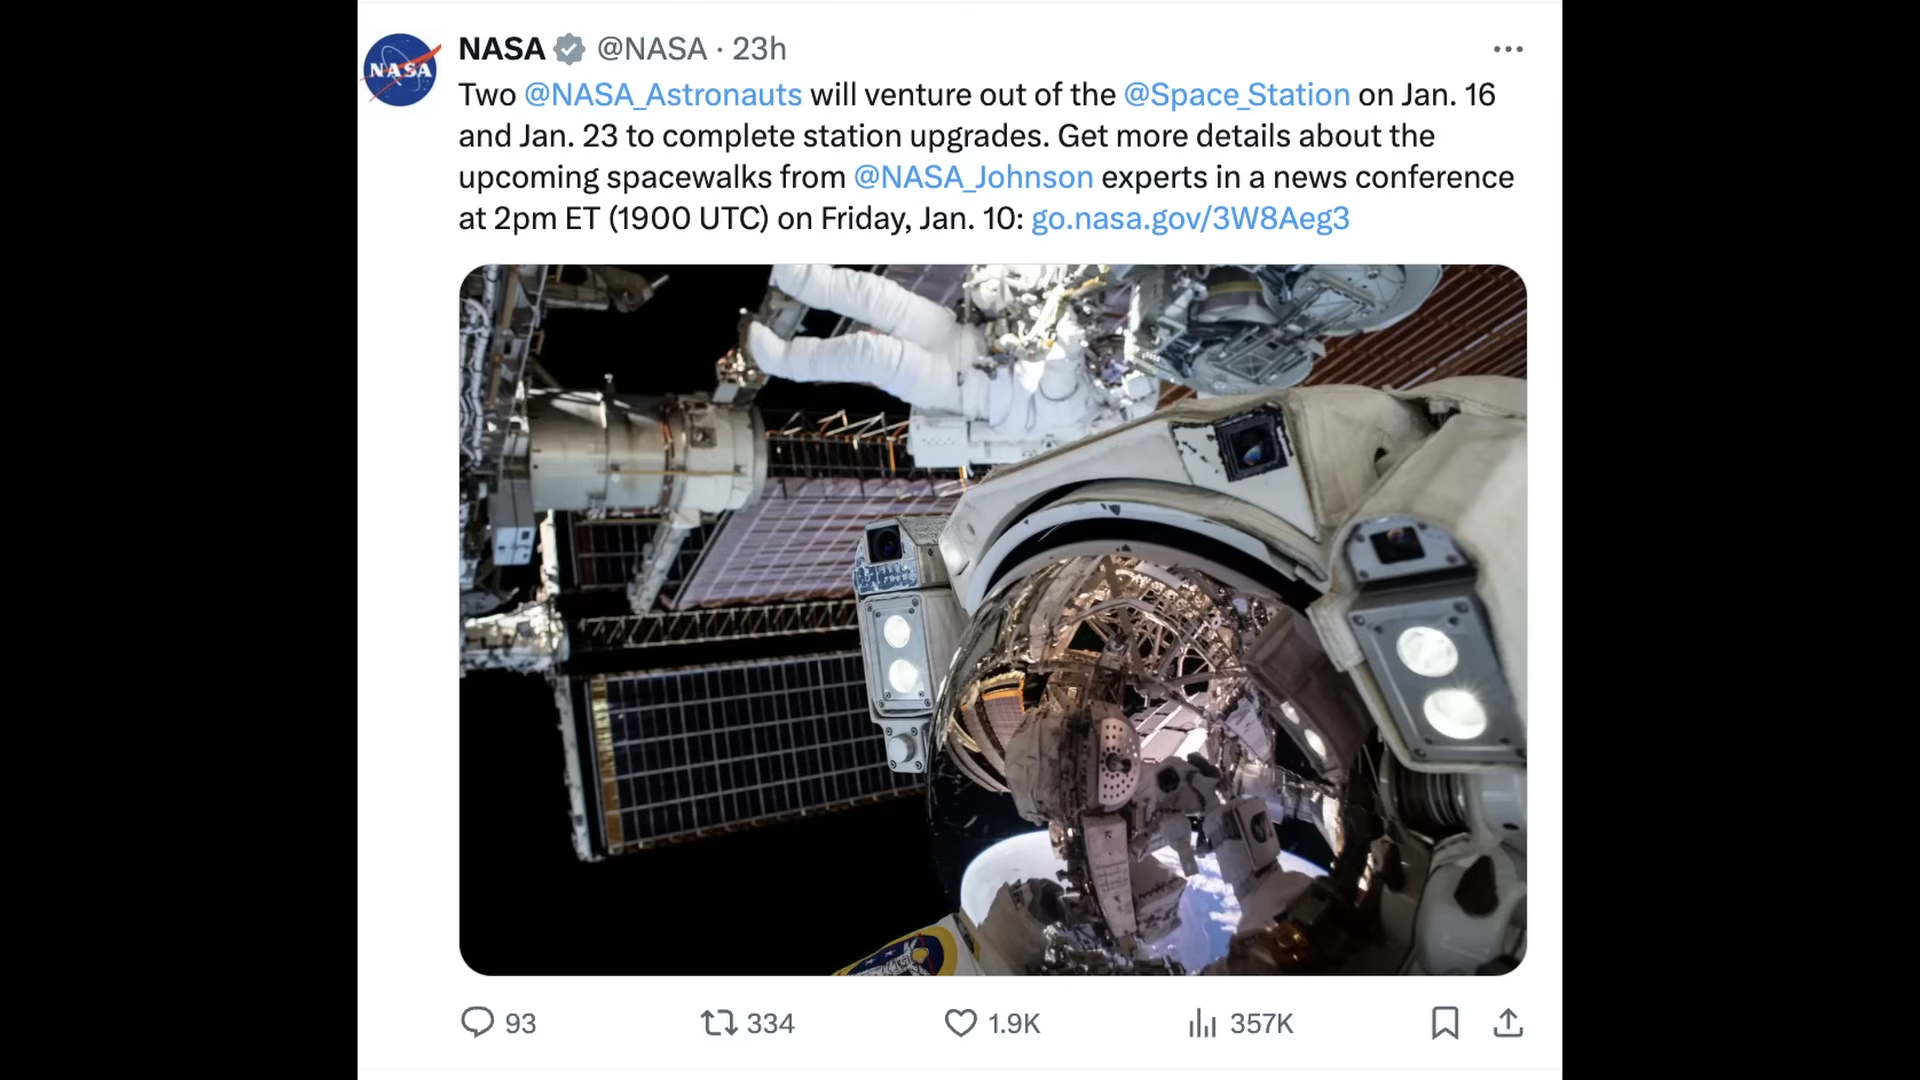 NASA @NASA · 23h
NASA
Two @NASA_Astronauts will venture out of the @Space_Station on Jan. 16
and Jan. 23 to complete station upgrades. Get more details about the
upcoming spacewalks from @NASA_Johnson experts in a news conference
at 2pm ET (1900 UTC) on Friday, Jan. 10: go.nasa.gov/3W8Aeg3
93
334
1.9K
357K